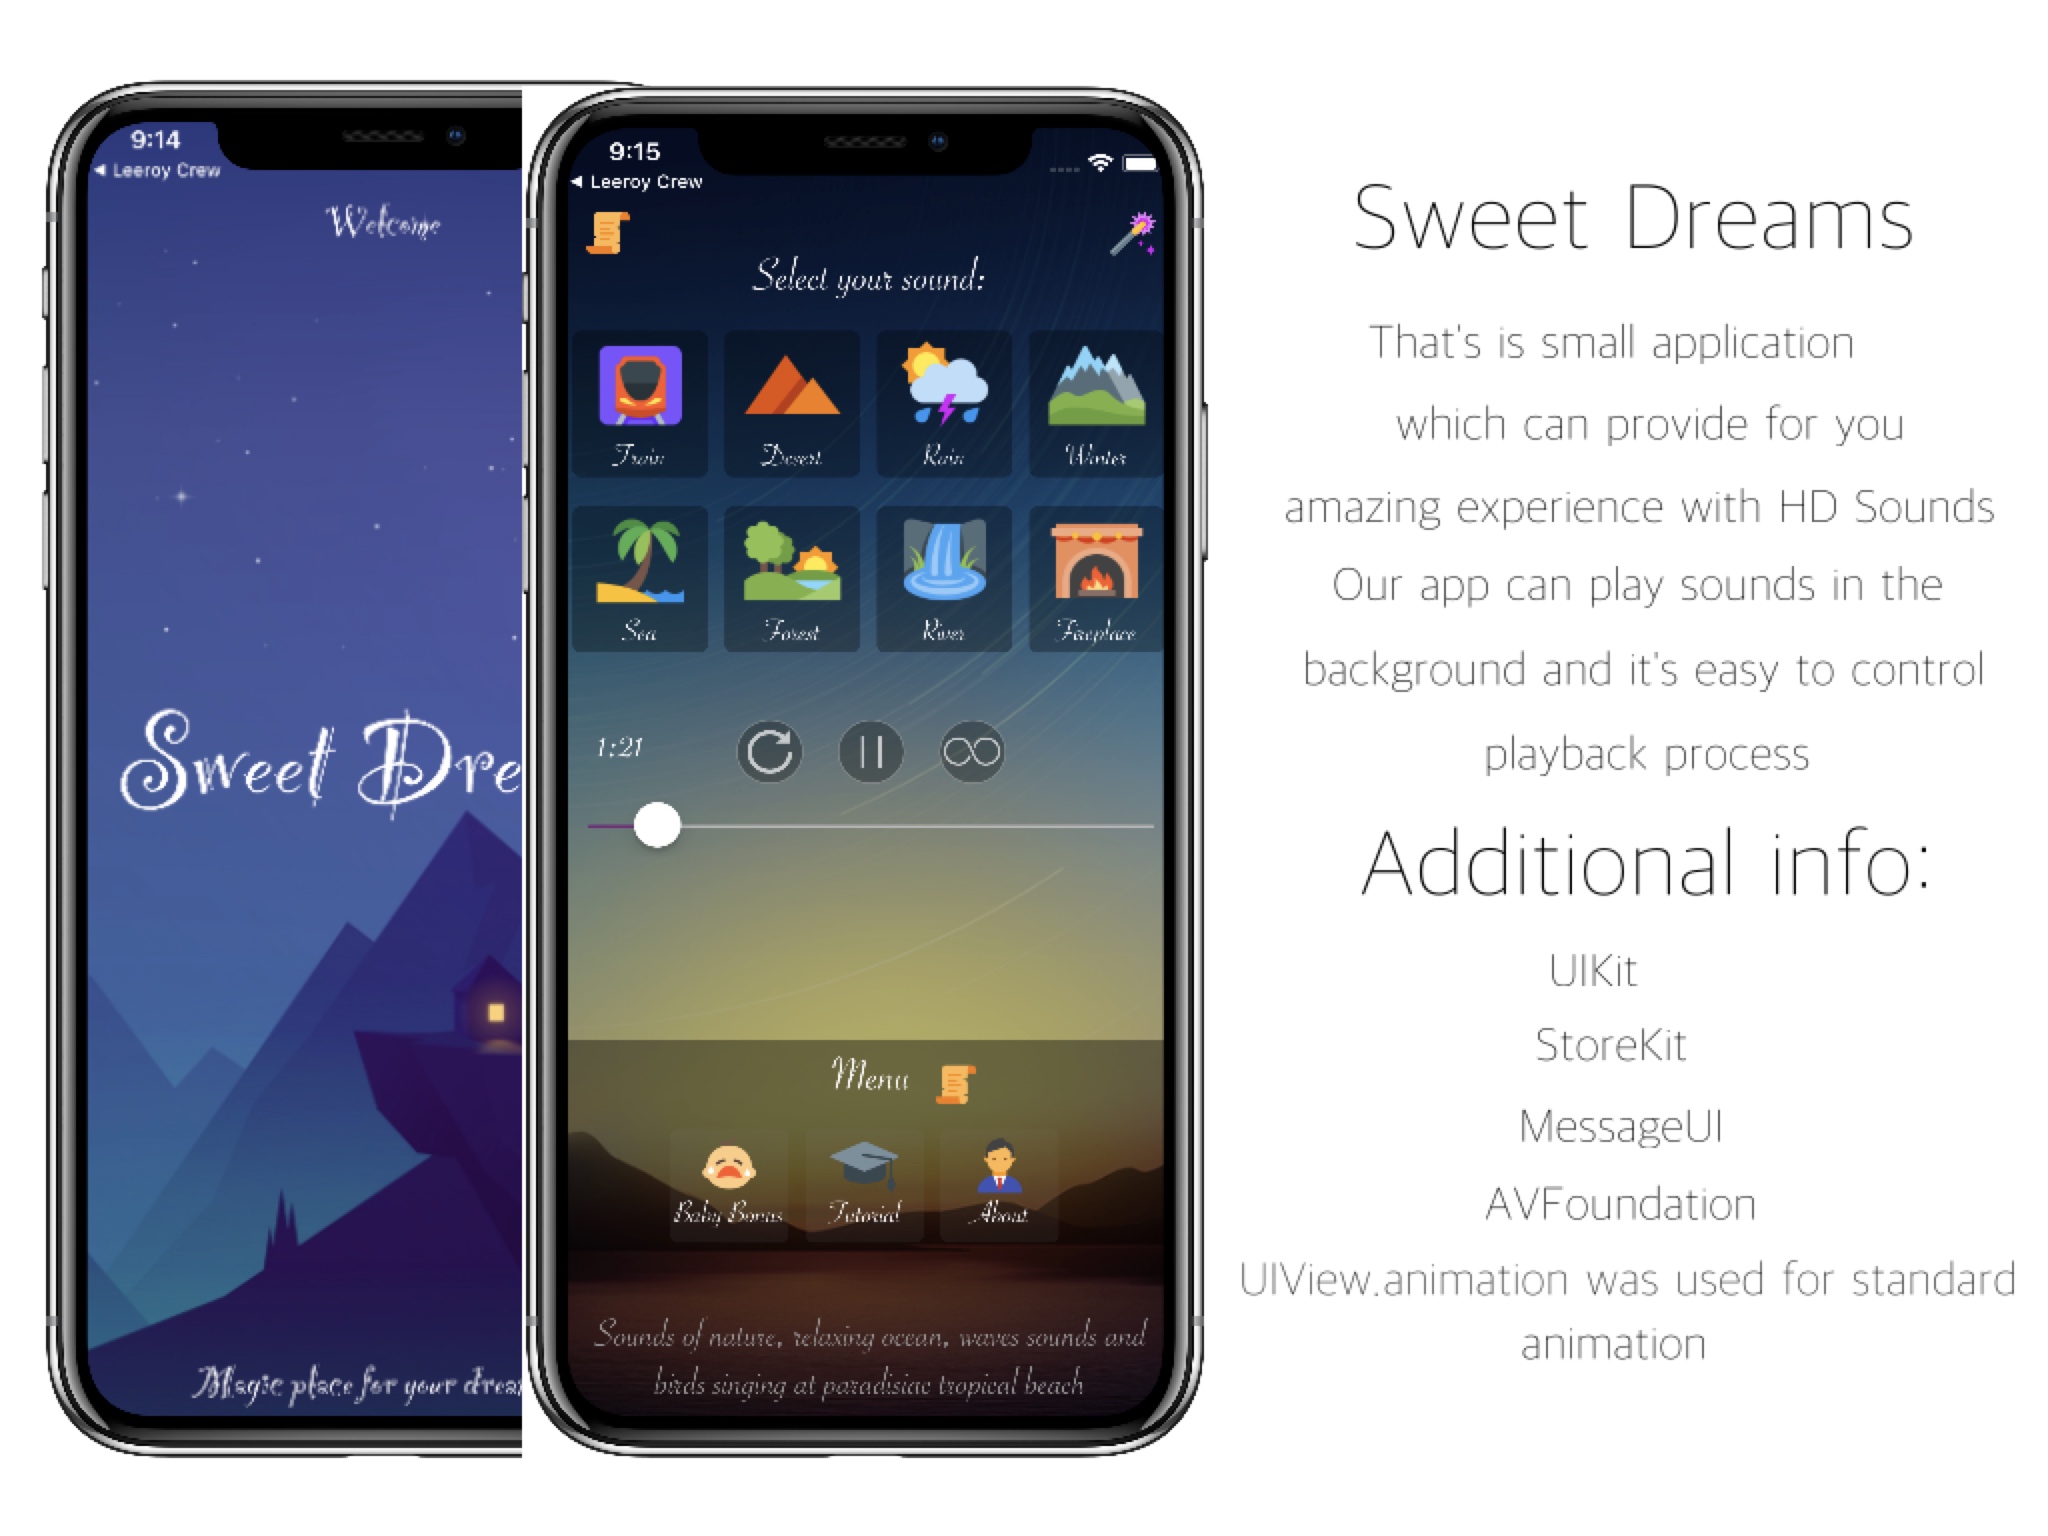 9:14
◀ Leeroy Crew
Welcome
Sweet Dre
Magic place for your drea
9:15
◀ Leeroy Crew
Select your sound:
Train
Desert
Rain
Winter
Sea
Forest
River
Fireplace
1:21
Menu
Baby Bonus
Tutorial
About
Sounds of nature, relaxing ocean, waves sounds and
birds singing at paradisiac tropical beach
Sweet Dreams
That's is small application
which can provide for you
amazing experience with HD Sounds
Our app can play sounds in the
background and it's easy to control
playback process
Additional info:
UIKit
StoreKit
MessageUI
AVFoundation
UIView.animation was used for standard
animation